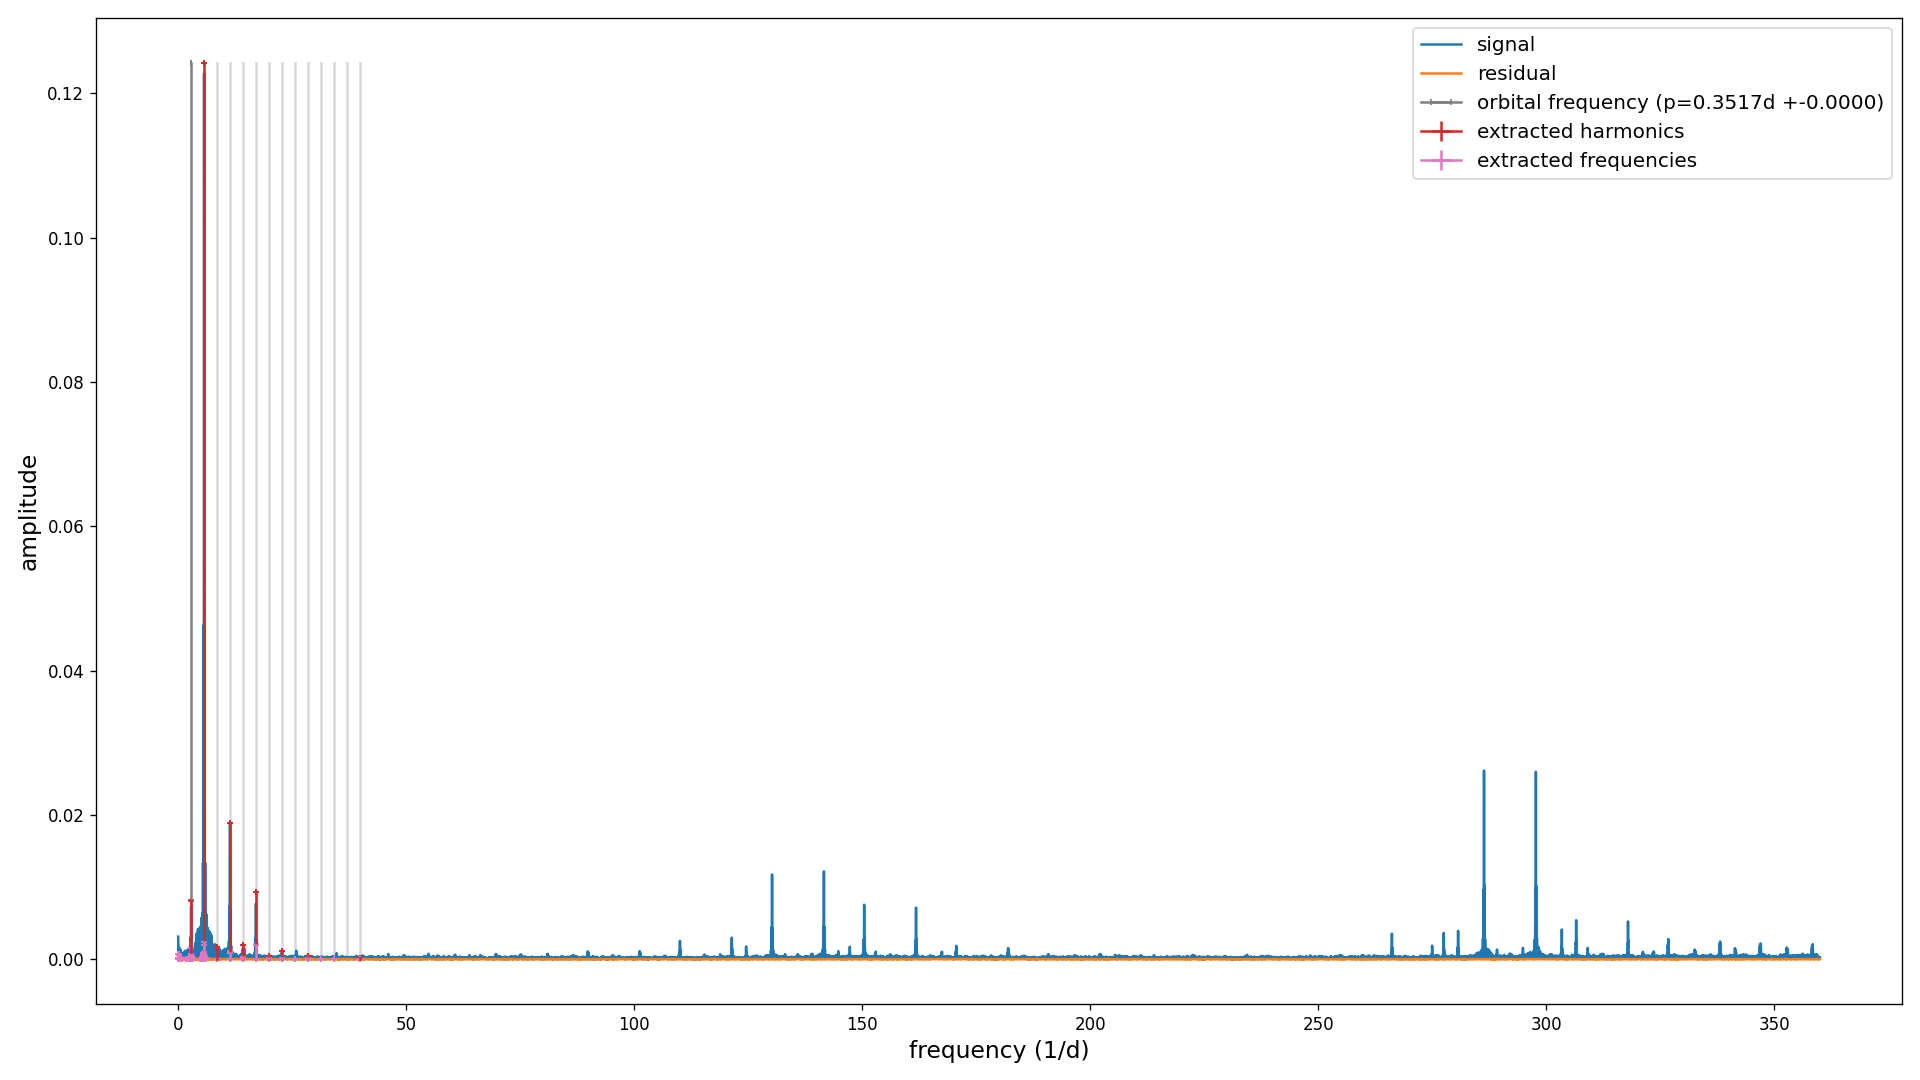 signal
residual
orbital frequency (p=0.3517d +-0.0000)
extracted harmonics
extracted frequencies
0.12
0.10
0.08
0.06
0.04
0.02
0.00
amplitude
0 50 100 150 200 250 300 350
frequency (1/d)